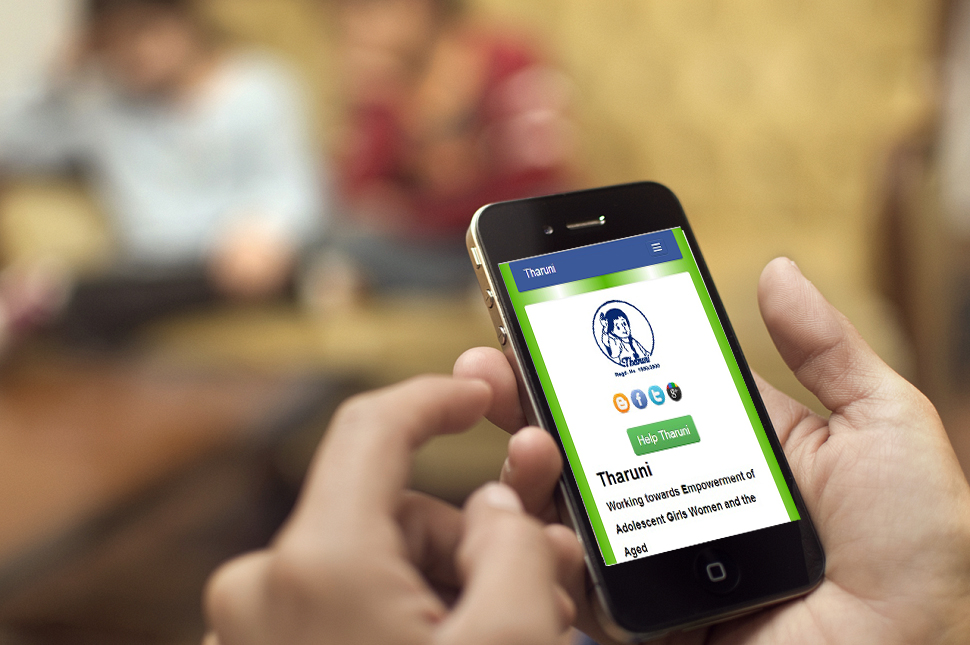 Tharuni
Tharuni
Help Tharuni
Tharuni
Working towards Empowerment of
Adolescent Girls Women and the
Aged